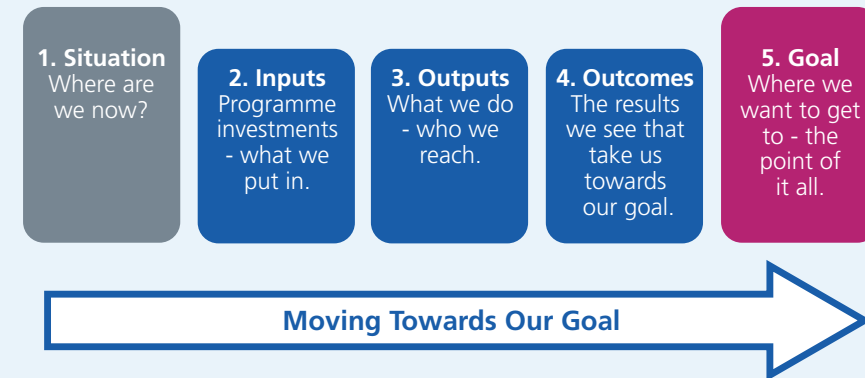 1. Situation
Where are
we now?
2. Inputs
Programme
investments
- what we
put in.
3. Outputs
What we do
- who we
reach.
4. Outcomes
The results
we see that
take us
towards
our goal.
5. Goal
Where we
want to get
to - the
point of
it all.
Moving Towards Our Goal